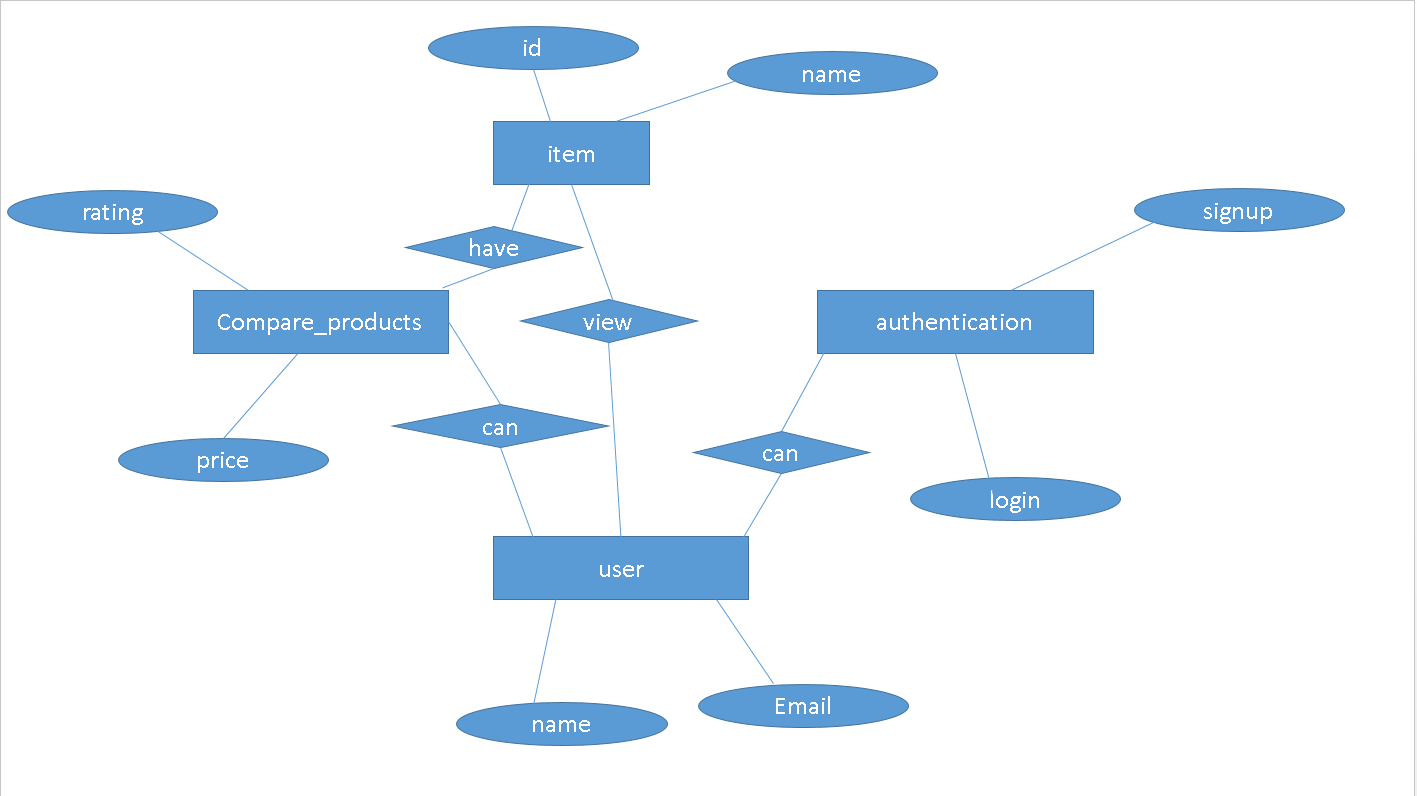 id
name
item
rating
signup
have
Compare_products
view
authentication
can
can
price
login
user
Email
name